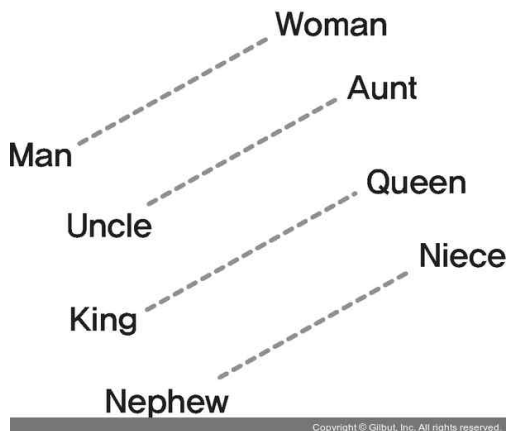 Woman
Aunt
Man
Queen
Uncle
Niece
King
Nephew
Copyright © Gilbut, Inc. All rights reserved.